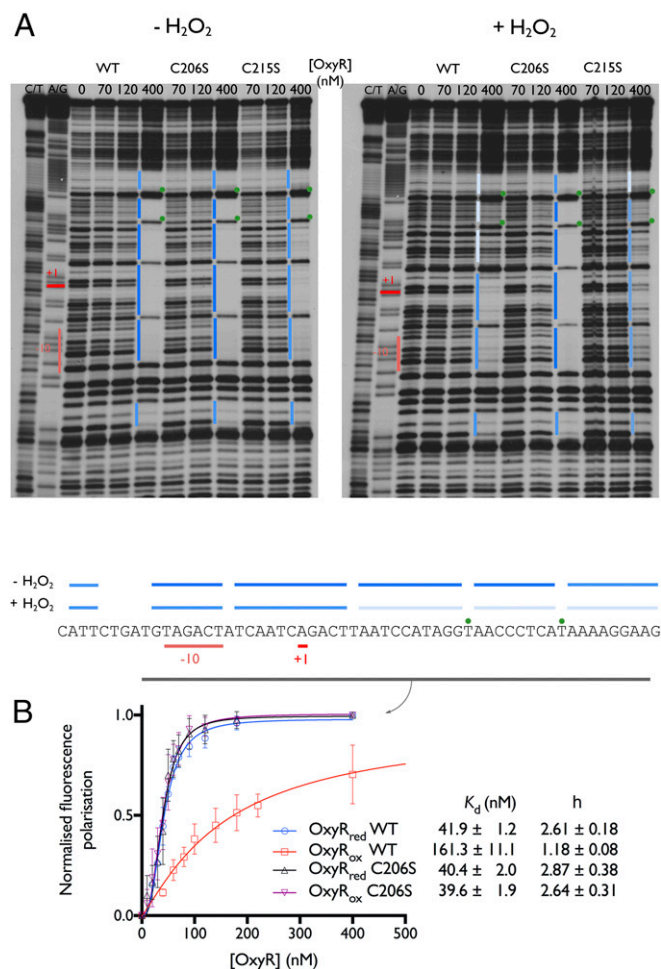 A
- H₂O₂
+ H₂O₂
WT C206S C215S [OxyR] (nM) WT C206S C215S
C/T A/G 0 70 120 400 70 120 400 70 120 400
C/T A/G 0 70 120 400 70 120 400 70 120 400
+1
+1
-10
-10
- H₂O₂
+ H₂O₂
CATTCTGATGTAGACTATCAATCAGACTTAATCCATAGGTAACCCTCATAAAAGGAAG
-10
+1
B
Normalised fluorescence polarisation
1.0
0.5
0.0
0 100 200 300 400 500
[OxyR] (nM)
Kd (nM) h
OxyRred WT 41.9 ± 1.2 2.61 ± 0.18
OxyRox WT 161.3 ± 11.1 1.18 ± 0.08
OxyRred C206S 40.4 ± 2.0 2.87 ± 0.38
OxyRox C206S 39.6 ± 1.9 2.64 ± 0.31